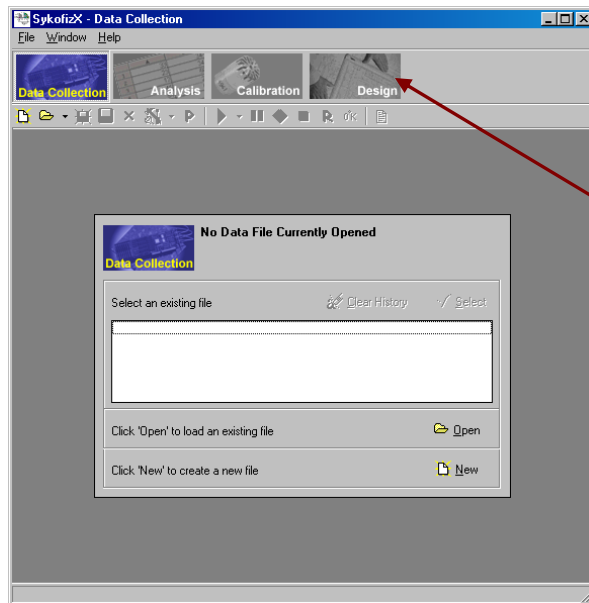 SykofizX - Data Collection
File Window Help
Data Collection Analysis Calibration Design
No Data File Currently Opened
Data Collection
Select an existing file Clear History Select
Click 'Open' to load an existing file Open
Click 'New' to create a new file New